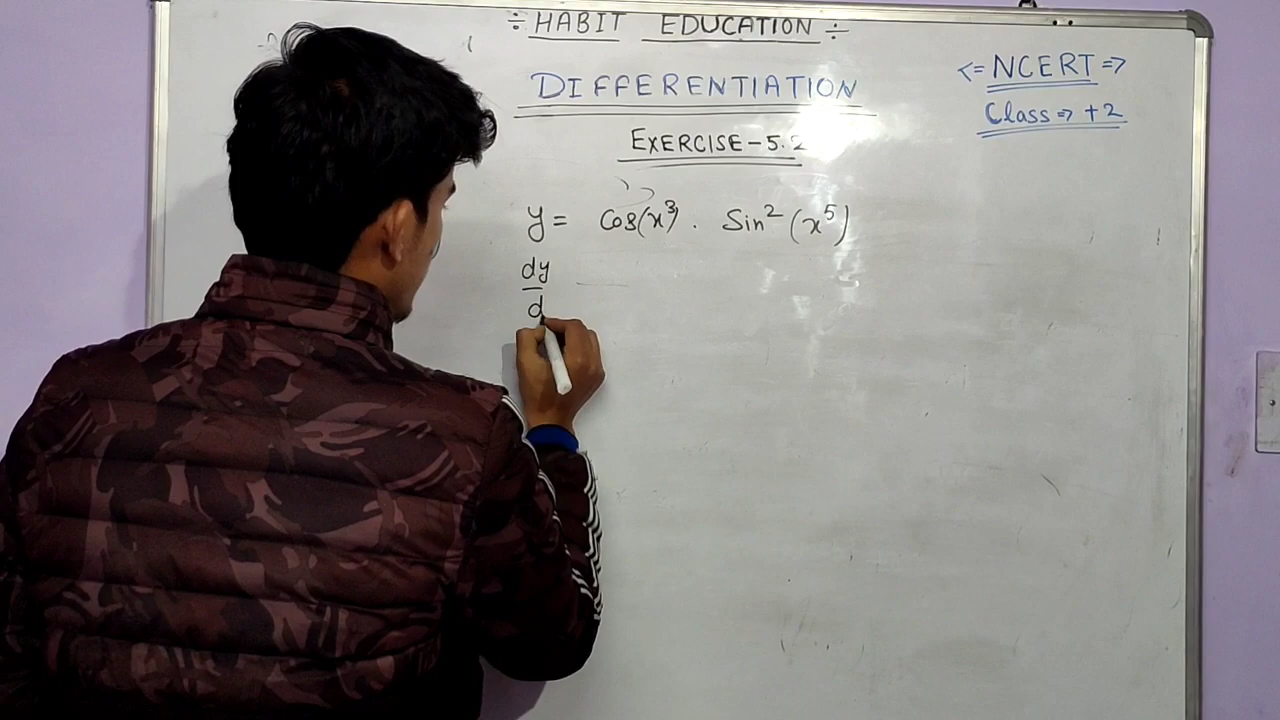 ÷ HABIT EDUCATION ÷
DIFFERENTIATION
<= NCERT =>
Class => +2
EXERCISE - 5.2
y = Cos(x³) . Sin² (x⁵)
dy
d